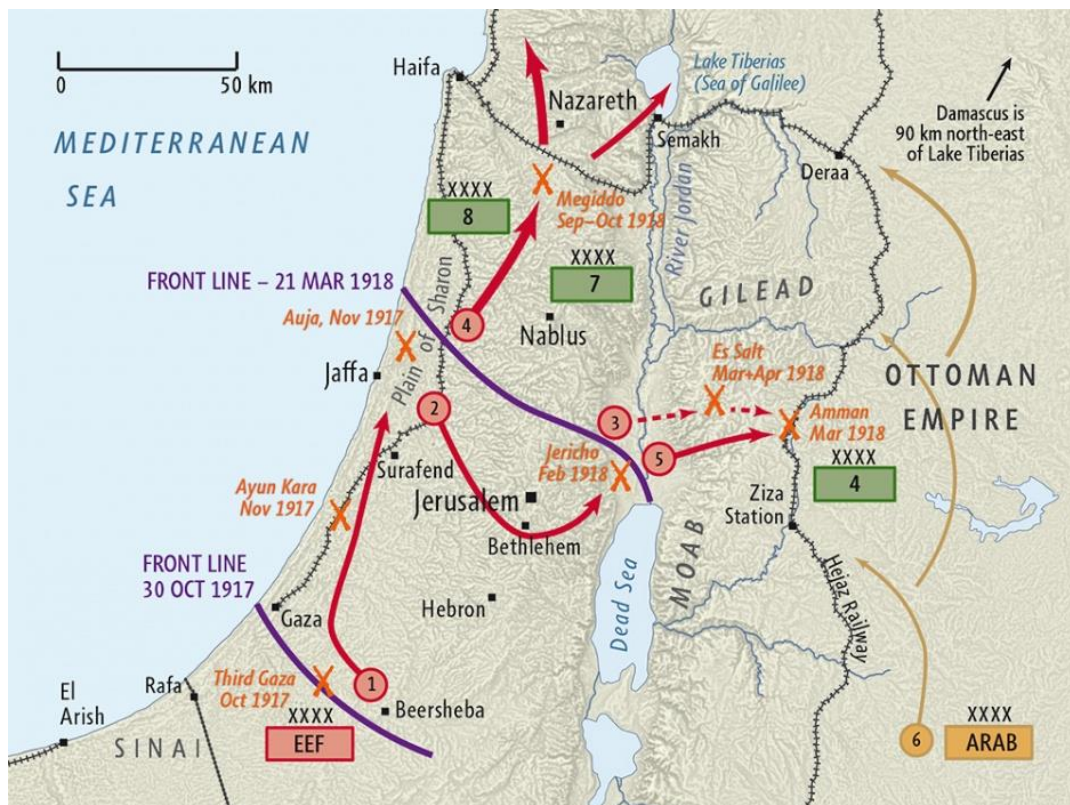 0
50 km
MEDITERRANEAN
SEA
Haifa
Nazareth
Lake Tiberias
(Sea of Galilee)
Semakh
Damascus is
90 km north-east
of Lake Tiberias
Deraa
XXXX
8
Megiddo
Sep–Oct 1918
River Jordan
XXXX
7
GILEAD
FRONT LINE – 21 MAR 1918
Auja, Nov 1917
Plain of Sharon
4
Nablus
Jaffa
Es Salt
Mar+Apr 1918
OTTOMAN
EMPIRE
2
3
Amman
Mar 1918
Jericho
Feb 1918
5
XXXX
4
Surafend
Ayun Kara
Nov 1917
Jerusalem
Bethlehem
Ziza
Station
MOAB
FRONT LINE
30 OCT 1917
Gaza
Hebron
Dead Sea
Hejaz Railway
Third Gaza
Oct 1917
1
Rafa
Beersheba
El
Arish
SINAI
XXXX
EEF
6
XXXX
ARAB